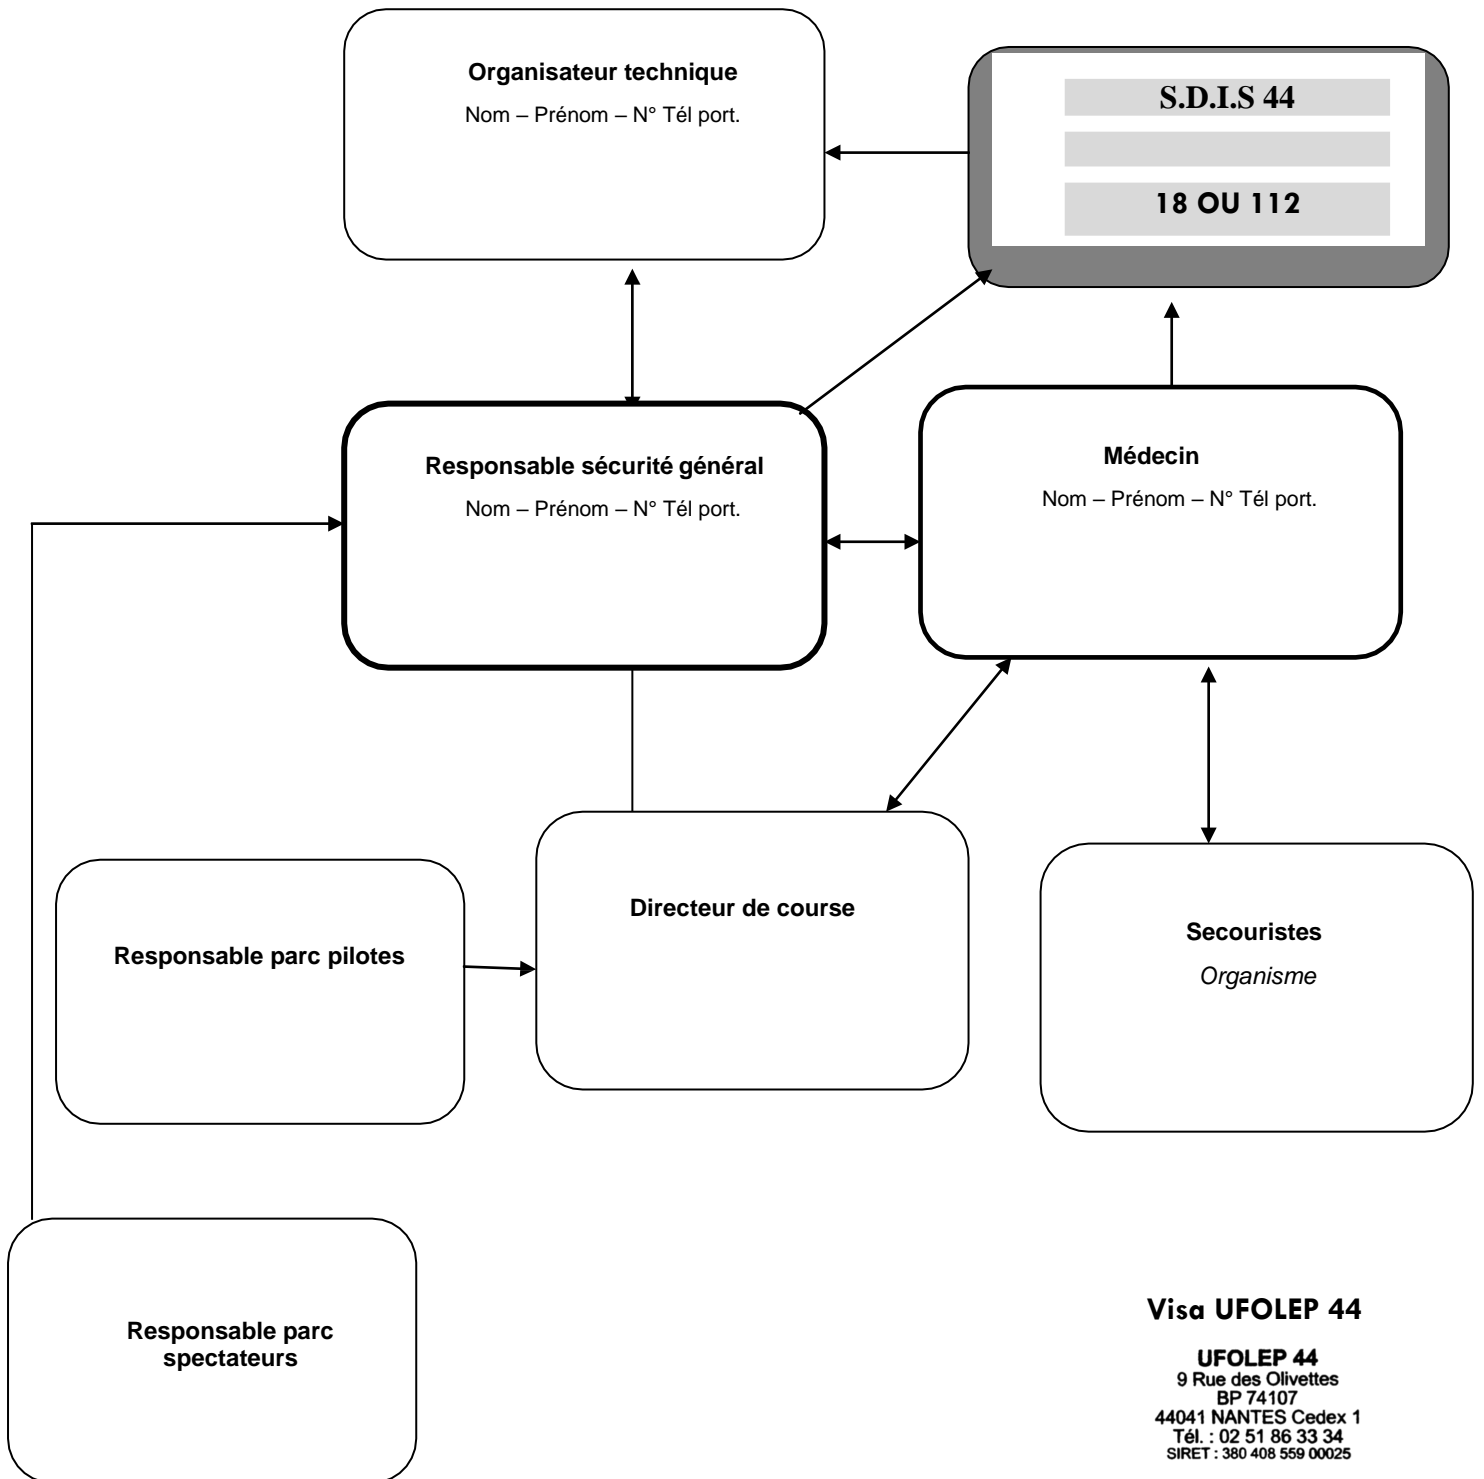 Organisateur technique
Nom – Prénom – N° Tél port.
S.D.I.S 44
18 OU 112
Responsable sécurité général
Nom – Prénom – N° Tél port.
Médecin
Nom – Prénom – N° Tél port.
Directeur de course
Responsable parc pilotes
Secouristes
Organisme
Responsable parc
spectateurs
Visa UFOLEP 44
UFOLEP 44
9 Rue des Olivettes
BP 74107
44041 NANTES Cedex 1
Tél. : 02 51 86 33 34
SIRET : 380 408 559 00025